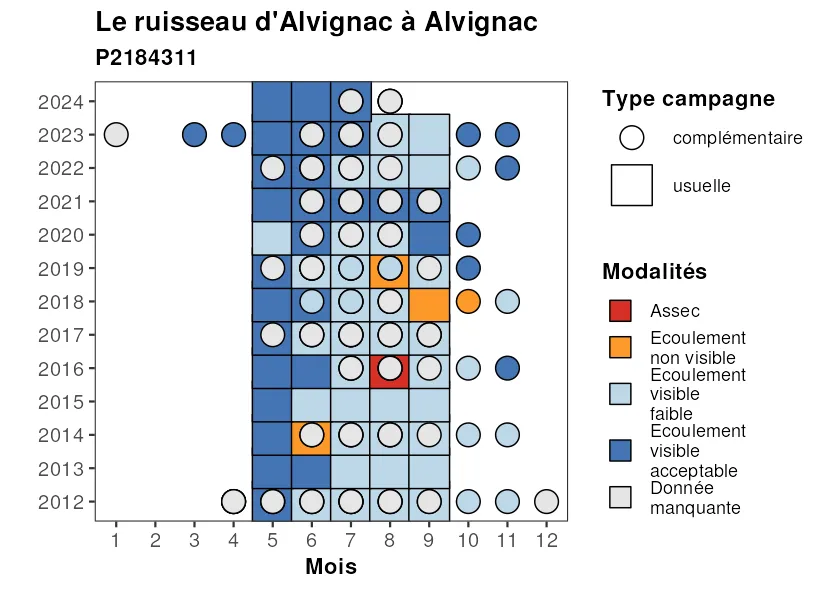 Le ruisseau d'Alvignac à Alvignac
P2184311
2024
2023
2022
2021
2020
2019
2018
2017
2016
2015
2014
2013
2012
1 2 3 4 5 6 7 8 9 10 11 12
Mois
Type campagne
complémentaire
usuelle
Modalités
Assec
Ecoulement
non visible
Ecoulement
visible
faible
Ecoulement
visible
acceptable
Donnée
manquante